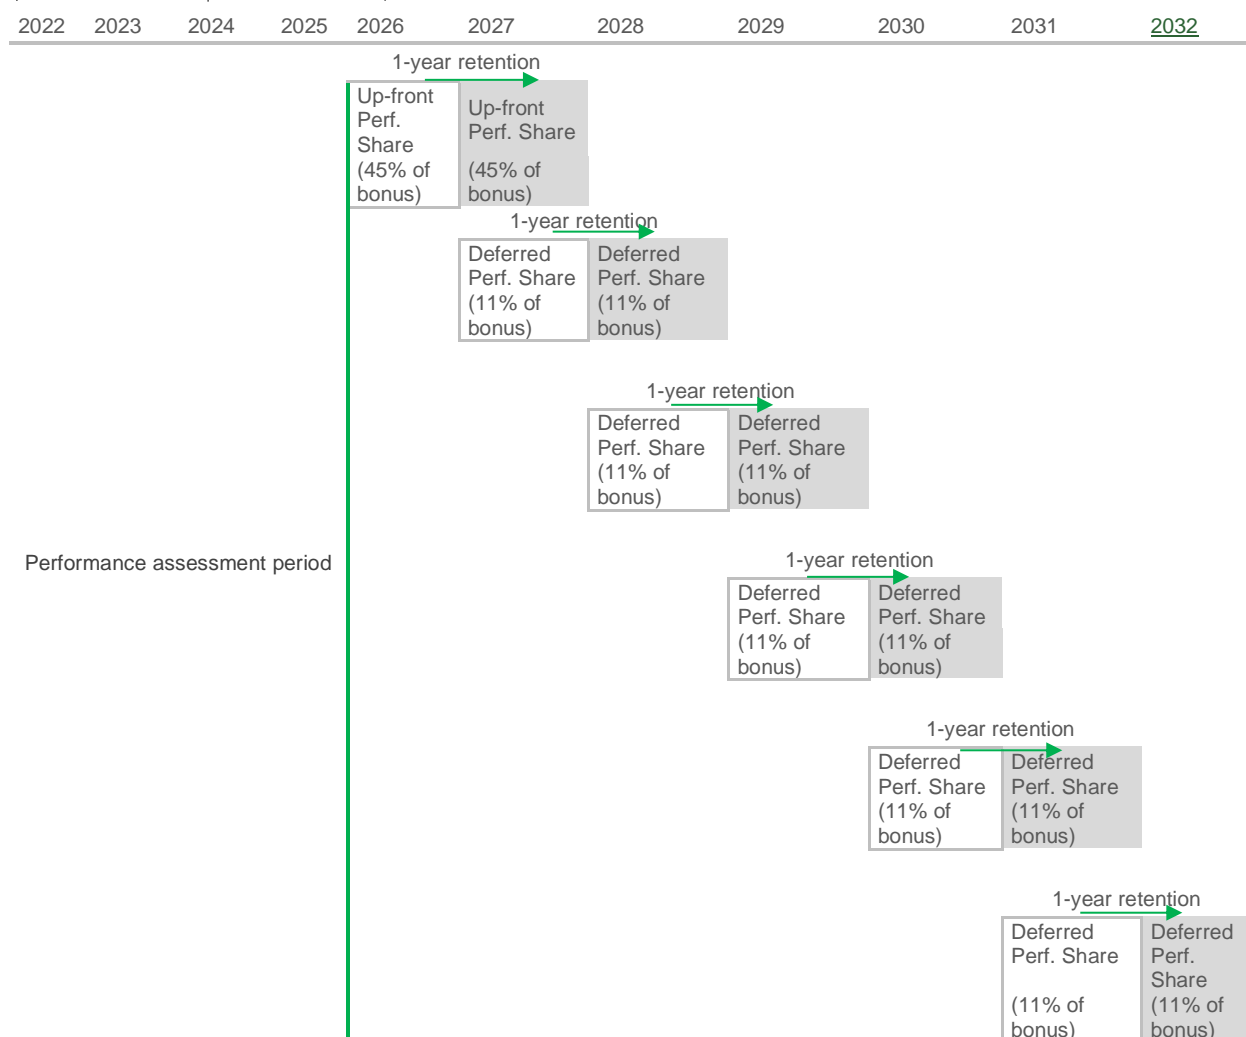 2022 2023 2024 2025 2026 2027 2028 2029 2030 2031 2032
1-year retention
Up-front
Perf.
Share
(45% of
bonus)
Up-front
Perf. Share
(45% of
bonus)
1-year retention
Deferred
Perf. Share
(11% of
bonus)
Deferred
Perf. Share
(11% of
bonus)
1-year retention
Deferred
Perf. Share
(11% of
bonus)
Deferred
Perf. Share
(11% of
bonus)
Performance assessment period
1-year retention
Deferred
Perf. Share
(11% of
bonus)
Deferred
Perf. Share
(11% of
bonus)
1-year retention
Deferred
Perf. Share
(11% of
bonus)
Deferred
Perf. Share
(11% of
bonus)
1-year retention
Deferred
Perf. Share
(11% of
bonus)
Deferred
Perf.
Share
(11% of
bonus)